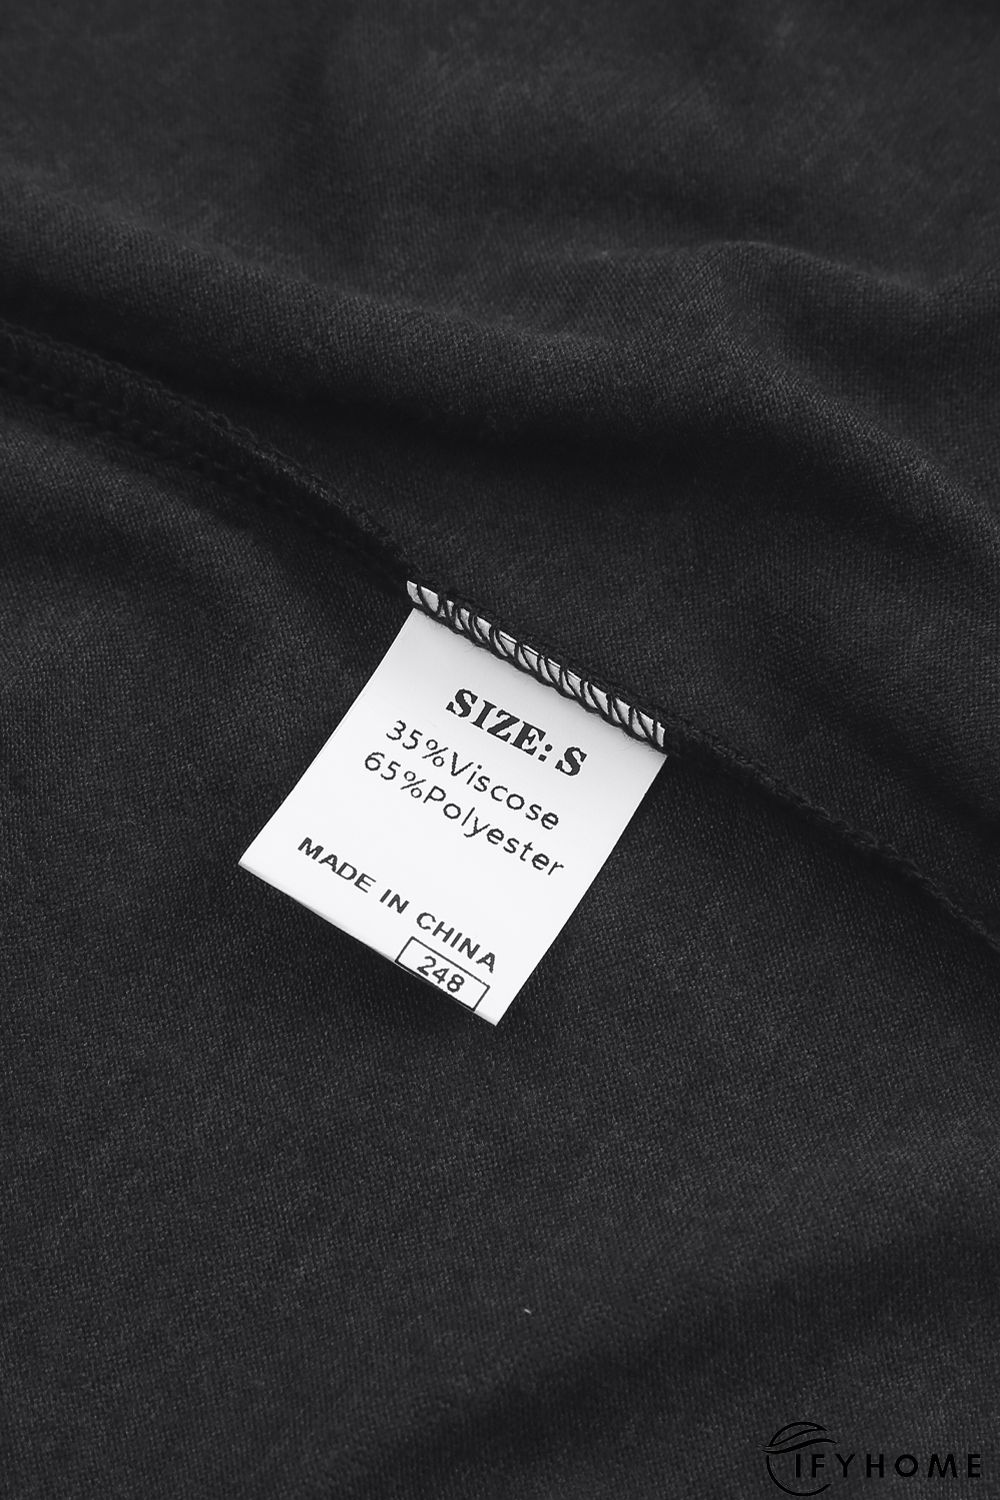 SIZE: S
35%Viscose
65%Polyester
MADE IN CHINA
248
IFYHOME